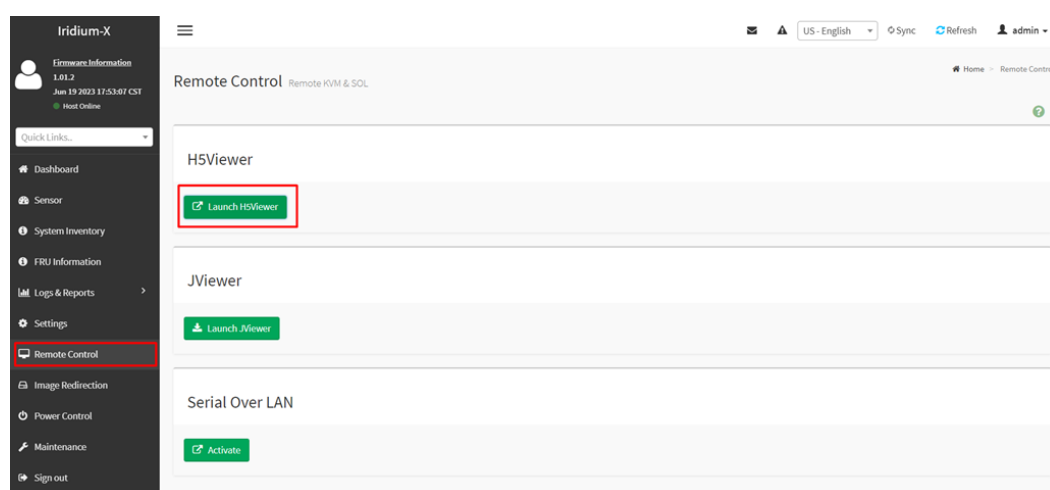 Iridium-X
US - English
Sync
Refresh
admin
Firmware Information
1.01.2
Jun 19 2023 17:53:07 CST
Host Online
Quick Links..
Dashboard
Sensor
System Inventory
FRU Information
Logs & Reports
Settings
Remote Control
Image Redirection
Power Control
Maintenance
Sign out
Remote Control Remote KVM & SOL
Home > Remote Contro
H5Viewer
Launch H5Viewer
JViewer
Launch JViewer
Serial Over LAN
Activate